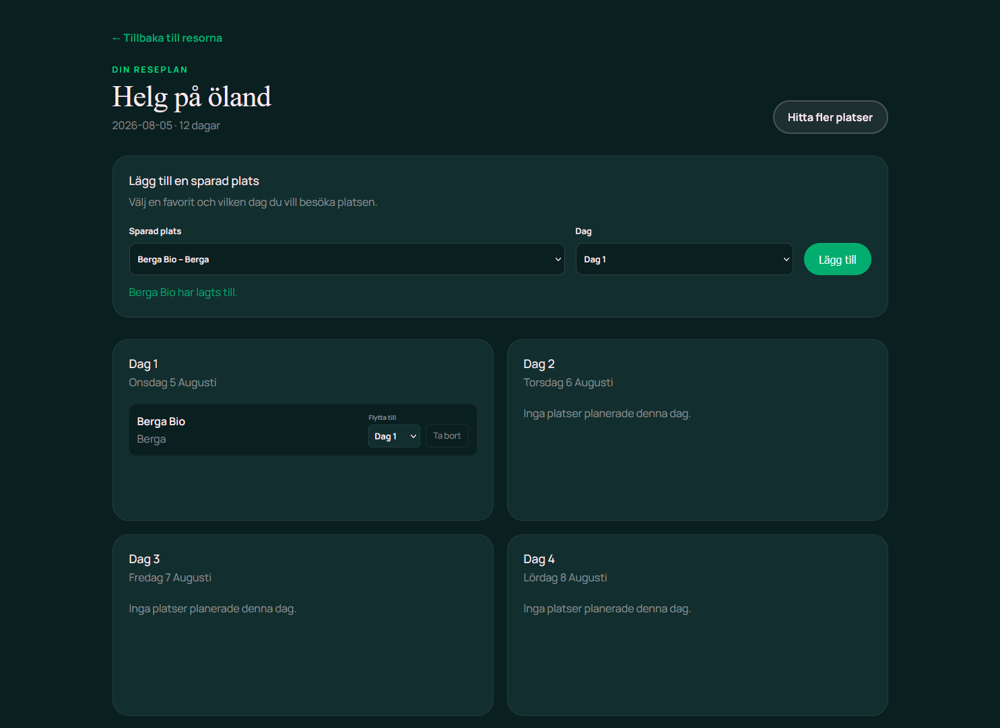 ← Tillbaka till resorna
DIN RESEPLAN
Helg på öland
2026-08-05 · 12 dagar
Hitta fler platser
Lägg till en sparad plats
Välj en favorit och vilken dag du vill besöka platsen.
Sparad plats
Dag
Berga Bio – Berga
Dag 1
Lägg till
Berga Bio har lagts till.
Dag 1
Onsdag 5 Augusti
Berga Bio
Berga
Flytta till
Dag 1
Ta bort
Dag 2
Torsdag 6 Augusti
Inga platser planerade denna dag.
Dag 3
Fredag 7 Augusti
Inga platser planerade denna dag.
Dag 4
Lördag 8 Augusti
Inga platser planerade denna dag.